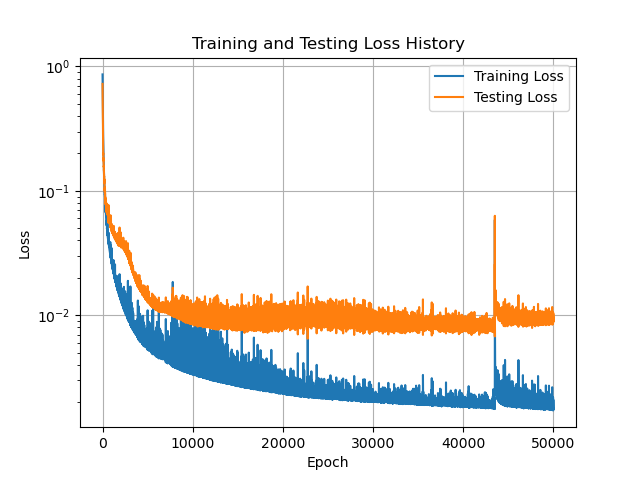 Training and Testing Loss History
Training Loss
Testing Loss
10⁰
10⁻¹
10⁻²
Loss
0
10000
20000
30000
40000
50000
Epoch